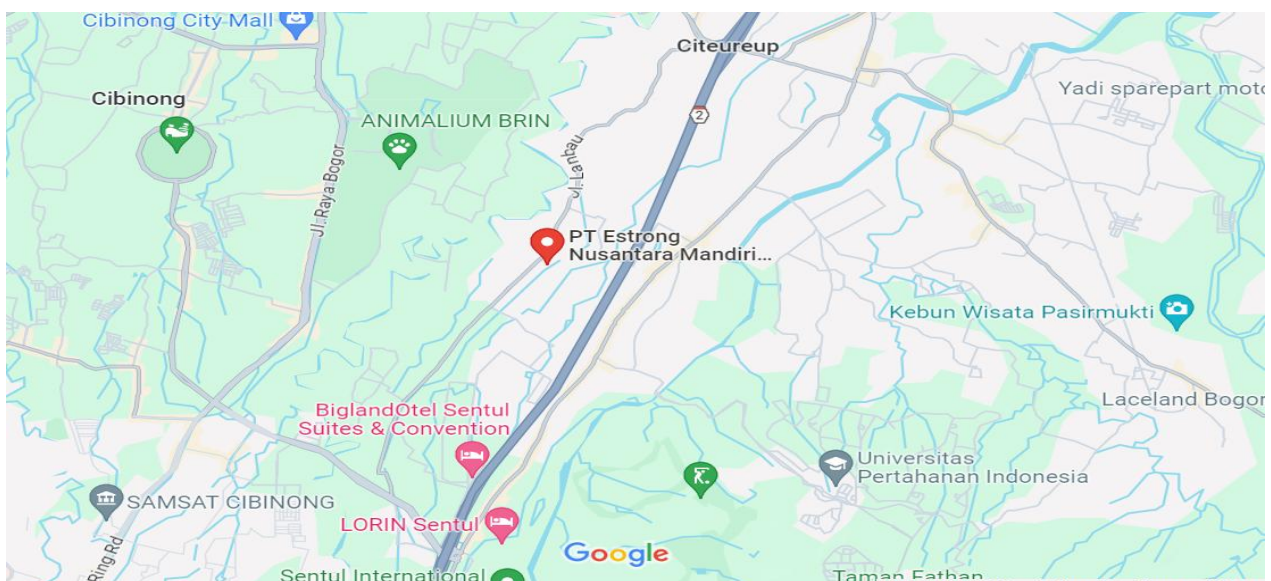 Cibinong City Mall
Citeureup
Yadi sparepart moto
Cibinong
2
ANIMALIUM BRIN
Jl. Raya Bogor
Jl. Lanbau
PT Estrong
Nusantara Mandiri...
Kebun Wisata Pasirmukti
Laceland Bogor
BiglandOtel Sentul
Suites & Convention
Universitas
Pertahanan Indonesia
SAMSAT CIBINONG
LORIN Sentul
Ring Rd
Google
Sentul International
Taman Fathan